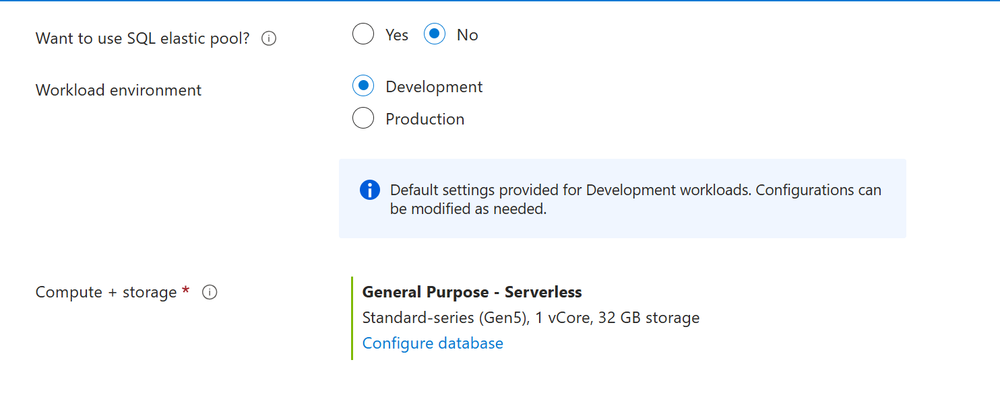 Want to use SQL elastic pool?
Yes No
Workload environment
Development
Production
Default settings provided for Development workloads. Configurations can
be modified as needed.
Compute + storage *
General Purpose - Serverless
Standard-series (Gen5), 1 vCore, 32 GB storage
Configure database